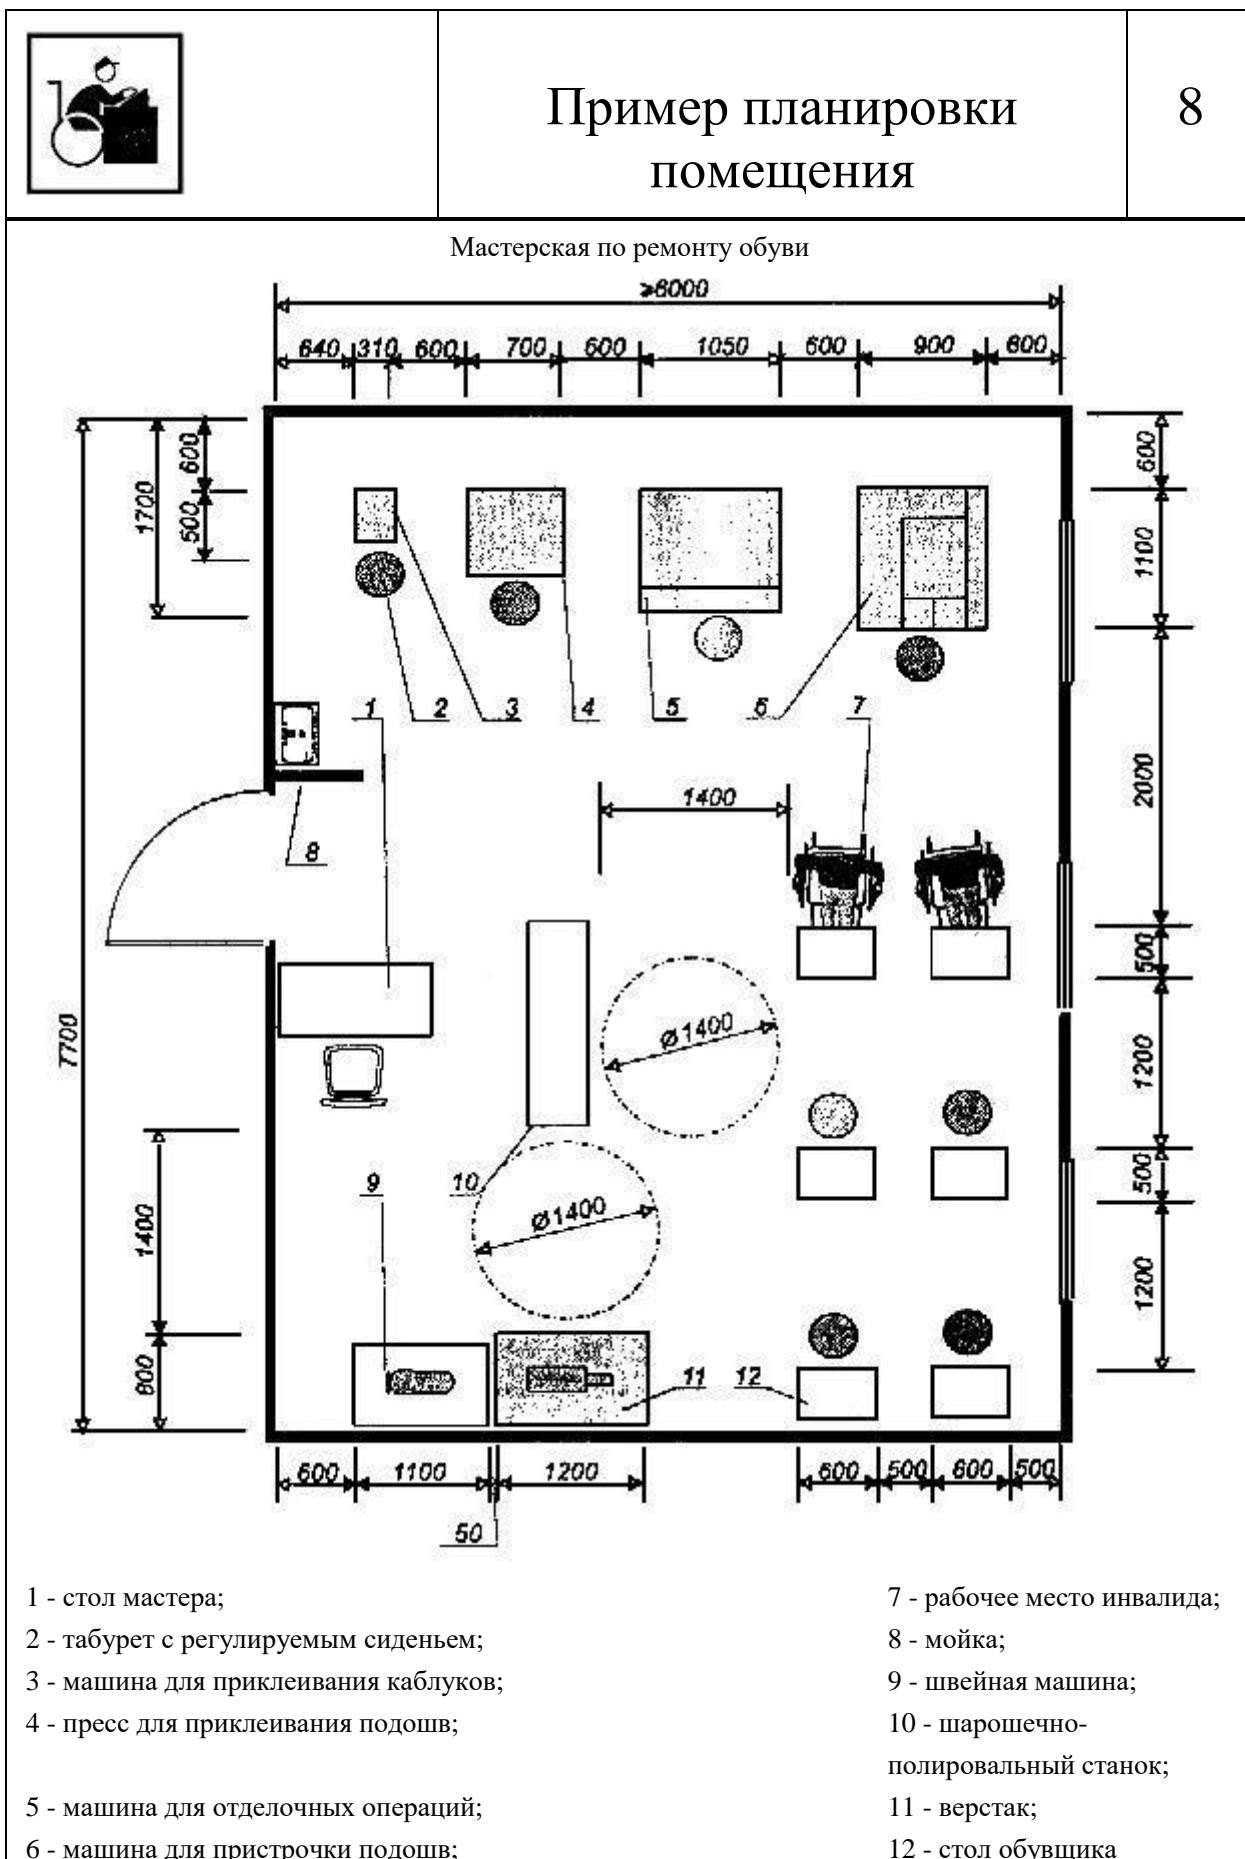 Пример планировки
помещения
8
Мастерская по ремонту обуви
≥6000
640 310 600 700 600 1050 600 900 600
600
1700
500
7700
1400
800
600
1100
2000
500
1200
500
1200
1 2 3 4 5 6 7
1400
8
Ø1400
9 10
Ø1400
11 12
600 1100 1200 600 500 600 500
50
1 - стол мастера;
2 - табурет с регулируемым сиденьем;
3 - машина для приклеивания каблуков;
4 - пресс для приклеивания подошв;
5 - машина для отделочных операций;
6 - машина для пристрочки подошв;
7 - рабочее место инвалида;
8 - мойка;
9 - швейная машина;
10 - шарошечно-
полировальный станок;
11 - верстак;
12 - стол обувщика